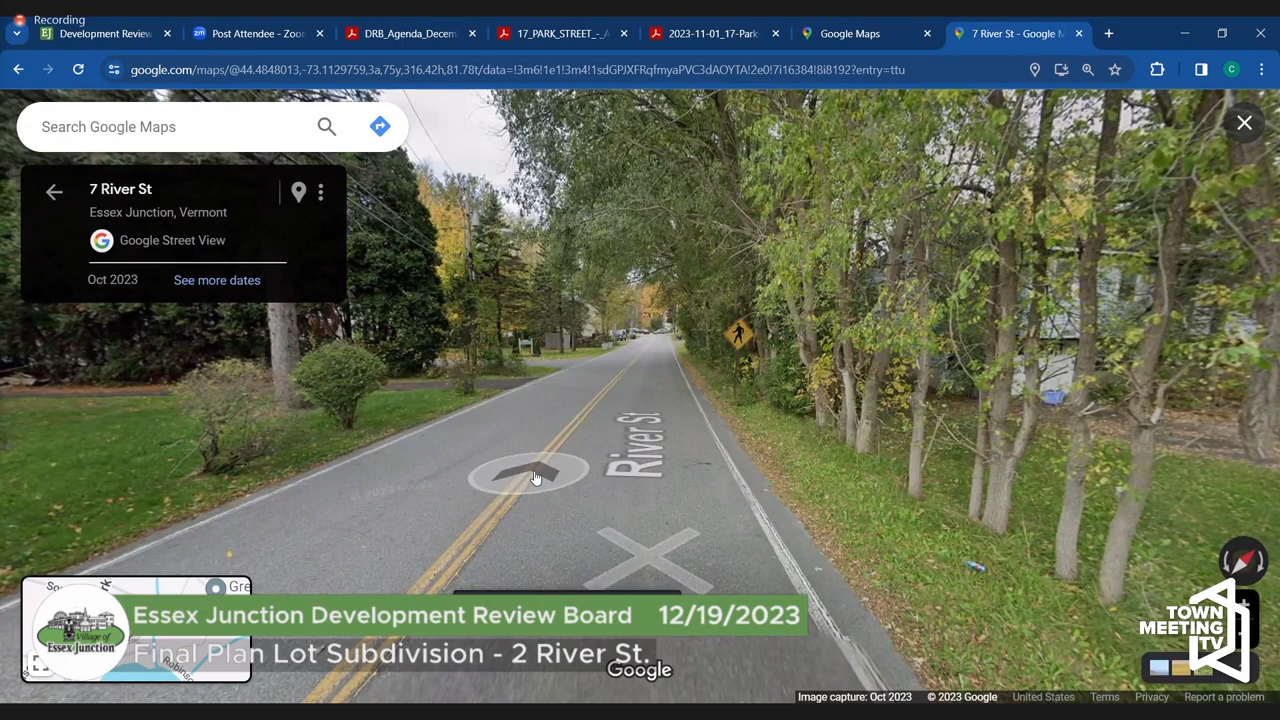 Recording
Development Review
Post Attendee - Zoon
DRB_Agenda_Decem
17_PARK_STREET_-_A
2023-11-01_17-Park-
Google Maps
7 River St - Google M
google.com/maps/@44.4848013,-73.1129759,3a,75y,316.42h,81.78t/data=!3m6!1e1!3m4!1sdGPJXFRqfmyaPVC3dAOYTA!2e0!7i16384!8i8192?entry=ttu
Search Google Maps
7 River St
Essex Junction, Vermont
Google Street View
Oct 2023 See more dates
River St
Gre
Robinso
Village of
Essex Junction
Essex Junction Development Review Board 12/19/2023
Final Plan Lot Subdivision - 2 River St.
Google
TOWN
MEETING
TV
Image capture: Oct 2023 © 2023 Google United States Terms Privacy Report a problem